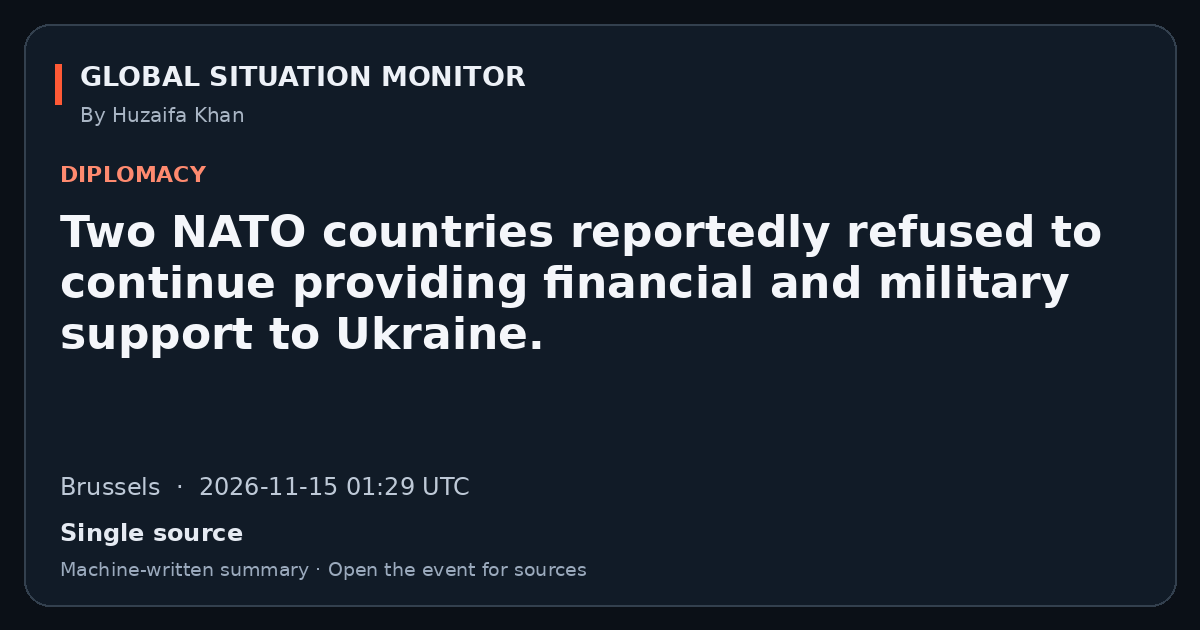 GLOBAL SITUATION MONITOR
By Huzaifa Khan
DIPLOMACY
Two NATO countries reportedly refused to
continue providing financial and military
support to Ukraine.
Brussels · 2026-11-15 01:29 UTC
Single source
Machine-written summary · Open the event for sources